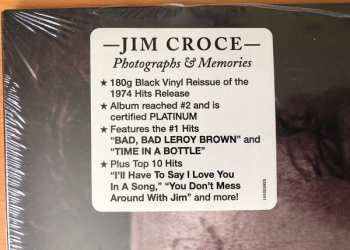 —JIM CROCE—
Photographs & Memories
★ 180g Black Vinyl Reissue of the
1974 Hits Release
★ Album reached #2 and is
certified PLATINUM
★ Features the #1 Hits
"BAD, BAD LEROY BROWN" and
"TIME IN A BOTTLE"
★ Plus Top 10 Hits
"I'll Have To Say I Love You
In A Song," "You Don't Mess
Around With Jim" and more!